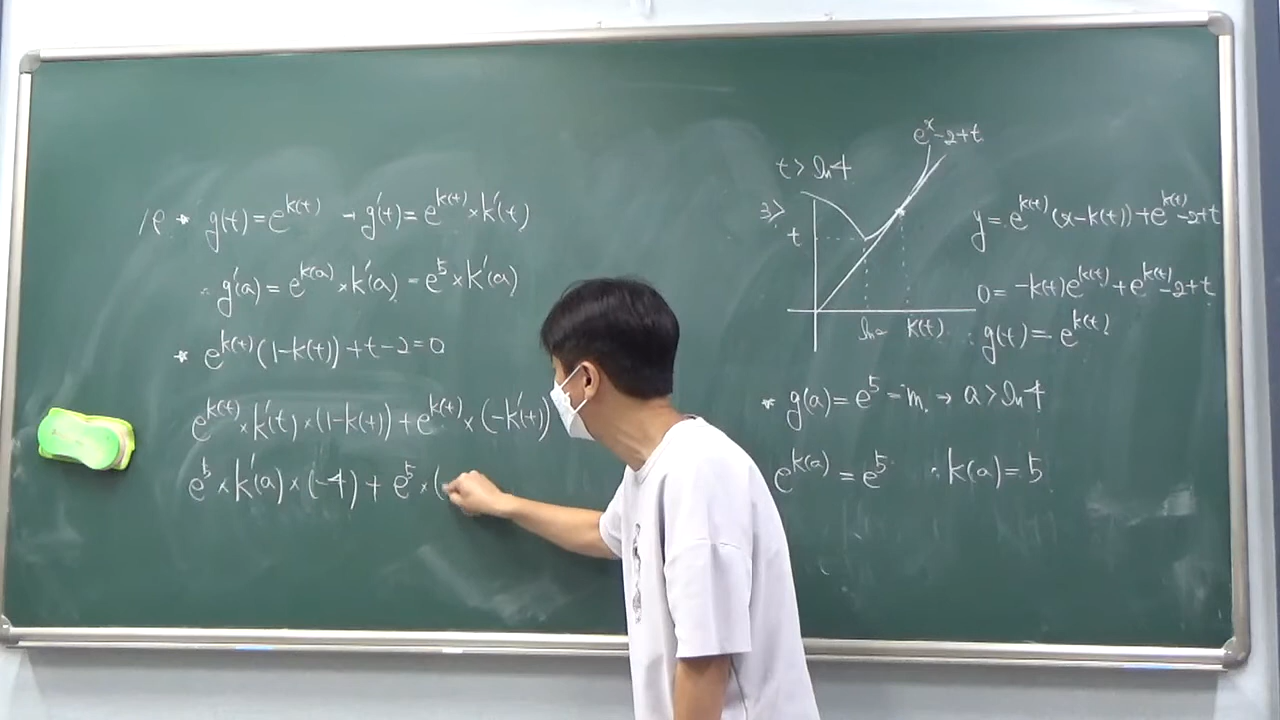 * g(t) = e^{k(t)} → g'(t) = e^{k(t)} × k'(t)
∴ g'(a) = e^{k(a)} × k'(a) = e^5 × k'(a)
* e^{k(t)}(1-k(t)) + t - 2 = 0
e^{k(t)} × k'(t) × (1-k(t)) + e^{k(t)} × (-k'(t))
e^5 × k'(a) × (-4) + e^5 × (
e^x - 2 + t
t > ln 4
3>
t
k(t)
y = e^{k(t)}(x - k(t)) + e^{k(t)} - 2 + t
0 = -k(t)e^{k(t)} + e^{k(t)} - 2 + t
∴ g(t) = e^{k(t)}
* g(a) = e^5 = m, → a > ln 4
e^{k(a)} = e^5 ∴ k(a) = 5